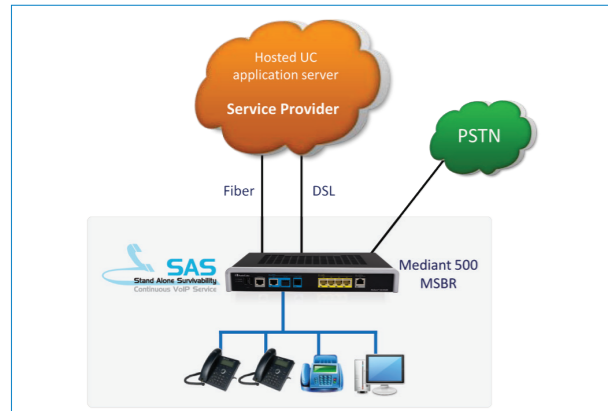 Hosted UC
application server
Service Provider
PSTN
Fiber
DSL
SAS
Stand Alone Survivability
Continuous VoIP Service
Mediant 500
MSBR